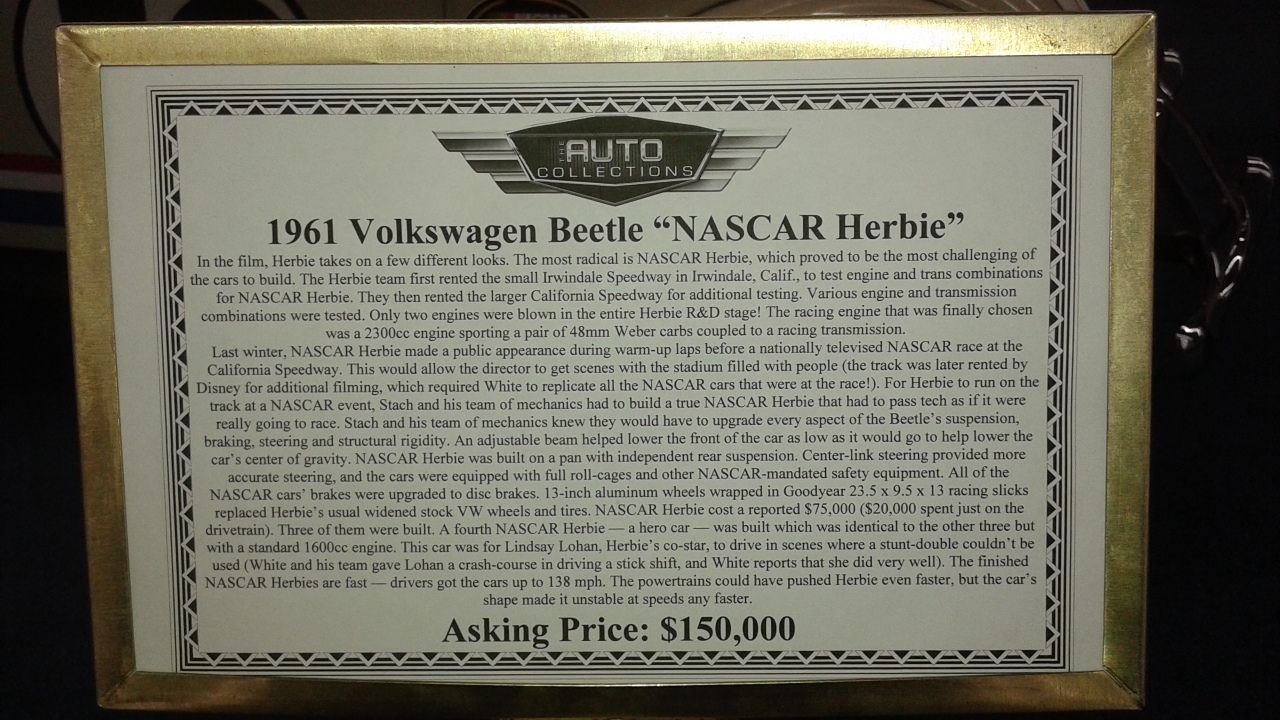 THE AUTO
COLLECTIONS
1961 Volkswagen Beetle “NASCAR Herbie”
In the film, Herbie takes on a few different looks. The most radical is NASCAR Herbie, which proved to be the most challenging of
the cars to build. The Herbie team first rented the small Irwindale Speedway in Irwindale, Calif., to test engine and trans combinations
for NASCAR Herbie. They then rented the larger California Speedway for additional testing. Various engine and transmission
combinations were tested. Only two engines were blown in the entire Herbie R&D stage! The racing engine that was finally chosen
was a 2300cc engine sporting a pair of 48mm Weber carbs coupled to a racing transmission.
Last winter, NASCAR Herbie made a public appearance during warm-up laps before a nationally televised NASCAR race at the
California Speedway. This would allow the director to get scenes with the stadium filled with people (the track was later rented by
Disney for additional filming, which required White to replicate all the NASCAR cars that were at the race!). For Herbie to run on the
track at a NASCAR event, Stach and his team of mechanics had to build a true NASCAR Herbie that had to pass tech as if it were
really going to race. Stach and his team of mechanics knew they would have to upgrade every aspect of the Beetle’s suspension,
braking, steering and structural rigidity. An adjustable beam helped lower the front of the car as low as it would go to help lower the
car’s center of gravity. NASCAR Herbie was built on a pan with independent rear suspension. Center-link steering provided more
accurate steering, and the cars were equipped with full roll-cages and other NASCAR-mandated safety equipment. All of the
NASCAR cars’ brakes were upgraded to disc brakes. 13-inch aluminum wheels wrapped in Goodyear 23.5 x 9.5 x 13 racing slicks
replaced Herbie’s usual widened stock VW wheels and tires. NASCAR Herbie cost a reported $75,000 ($20,000 spent just on the
drivetrain). Three of them were built. A fourth NASCAR Herbie — a hero car — was built which was identical to the other three but
with a standard 1600cc engine. This car was for Lindsay Lohan, Herbie’s co-star, to drive in scenes where a stunt-double couldn’t be
used (White and his team gave Lohan a crash-course in driving a stick shift, and White reports that she did very well). The finished
NASCAR Herbies are fast — drivers got the cars up to 138 mph. The powertrains could have pushed Herbie even faster, but the car’s
shape made it unstable at speeds any faster.
Asking Price: $150,000